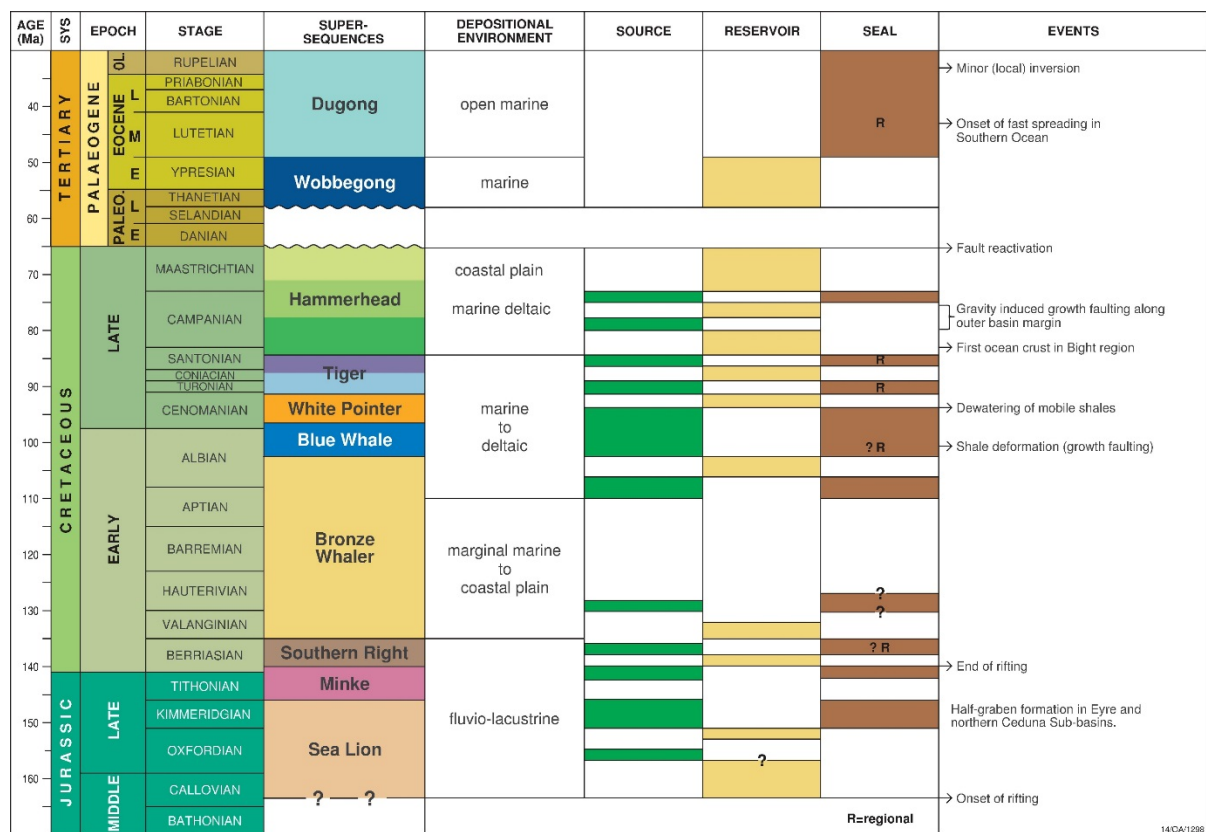 AGE
(Ma)
SYS
EPOCH
STAGE
SUPER-
SEQUENCES
DEPOSITIONAL
ENVIRONMENT
SOURCE
RESERVOIR
SEAL
EVENTS
40
50
60
70
80
90
100
110
120
130
140
150
160
TERTIARY
CRETACEOUS
JURASSIC
PALAEOGENE
OL
EOCENE
L
M
E
PALEO.
L
E
LATE
EARLY
LATE
MIDDLE
RUPELIAN
PRIABONIAN
BARTONIAN
LUTETIAN
YPRESIAN
THANETIAN
SELANDIAN
DANIAN
MAASTRICHTIAN
CAMPANIAN
SANTONIAN
CONIACIAN
TURONIAN
CENOMANIAN
ALBIAN
APTIAN
BARREMIAN
HAUTERIVIAN
VALANGINIAN
BERRIASIAN
TITHONIAN
KIMMERIDGIAN
OXFORDIAN
CALLOVIAN
BATHONIAN
Dugong
Wobbegong
Hammerhead
Tiger
White Pointer
Blue Whale
Bronze
Whaler
Southern Right
Minke
Sea Lion
? ?
open marine
marine
coastal plain
marine deltaic
marine
to
deltaic
marginal marine
to
coastal plain
fluvio-lacustrine
?
R
R
R
? R
?
?
? R
R=regional
Minor (local) inversion
Onset of fast spreading in
Southern Ocean
Fault reactivation
Gravity induced growth faulting along
outer basin margin
First ocean crust in Bight region
Dewatering of mobile shales
Shale deformation (growth faulting)
End of rifting
Half-graben formation in Eyre and
northern Ceduna Sub-basins.
Onset of rifting
14/OA/1298